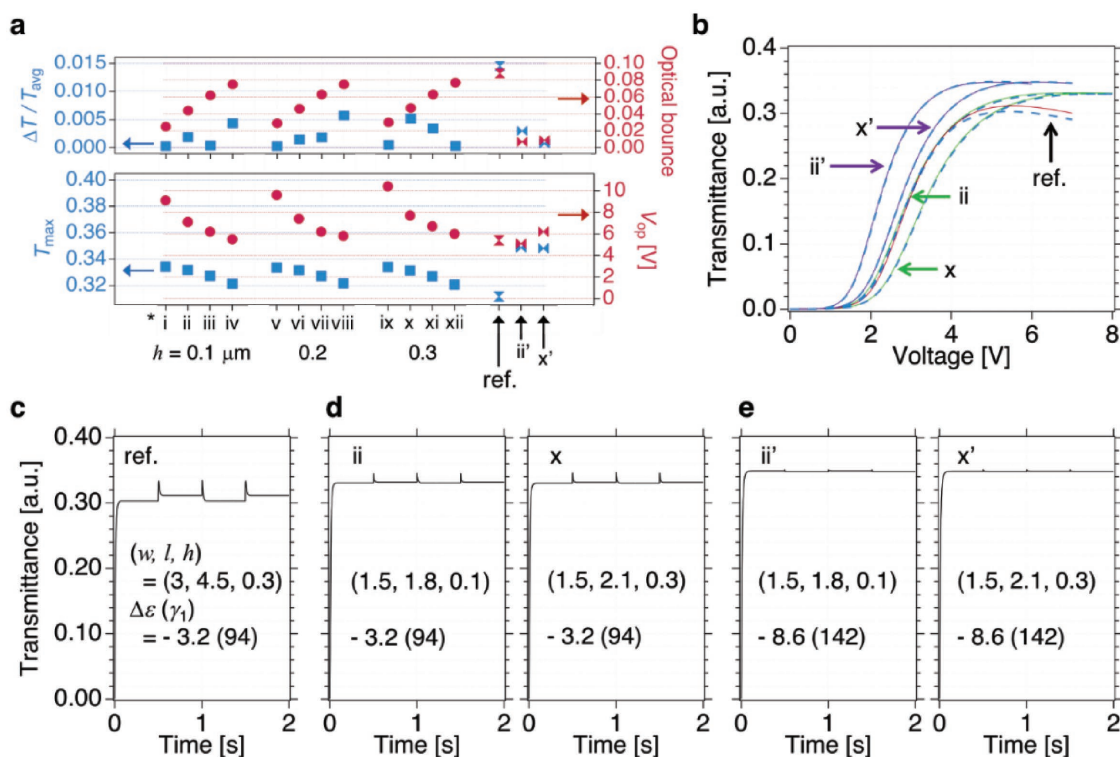 a
ΔT / Tavg
0.015
0.010
0.005
0.000
0.10
0.08
0.06
0.04
0.02
0.00
Optical bounce
Tmax
0.40
0.38
0.36
0.34
0.32
10
8
6
4
2
0
Vop [V]
* i ii iii iv v vi vii viii ix x xi xii
h = 0.1 μm 0.2 0.3
ref.
ii'
x'
b
Transmittance [a.u.]
0.4
0.3
0.2
0.1
0.0
x'
ii'
ii
x
ref.
0 2 4 6 8
Voltage [V]
c
Transmittance [a.u.]
0.40
0.30
0.20
0.10
0.00
ref.
(w, l, h)
= (3, 4.5, 0.3)
Δε (γ1)
= - 3.2 (94)
0 1 2
Time [s]
d
ii
(1.5, 1.8, 0.1)
- 3.2 (94)
0 1 2
Time [s]
x
(1.5, 2.1, 0.3)
- 3.2 (94)
0 1 2
Time [s]
e
ii'
(1.5, 1.8, 0.1)
- 8.6 (142)
0 1 2
Time [s]
x'
(1.5, 2.1, 0.3)
- 8.6 (142)
0 1 2
Time [s]